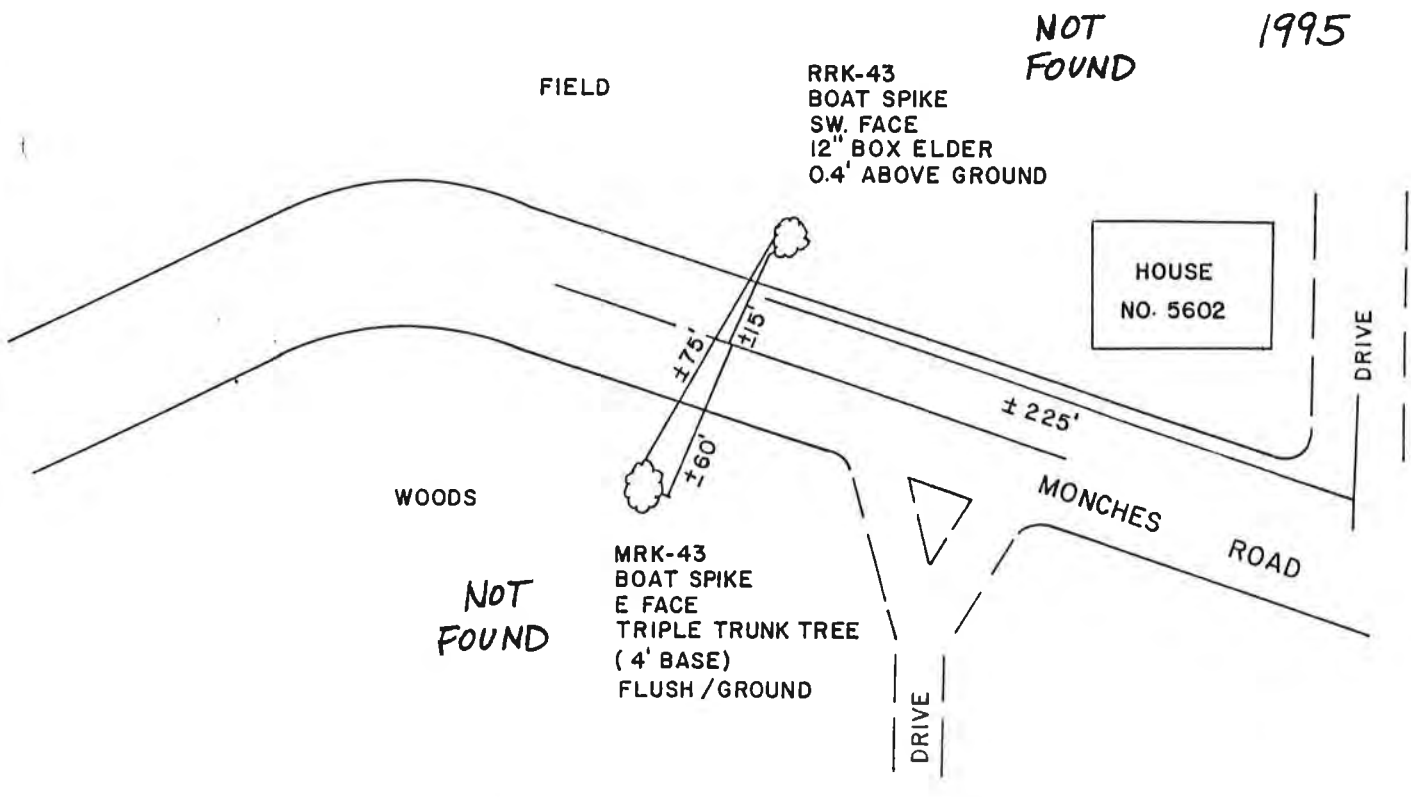 NOT
FOUND
1995
FIELD
RRK-43
BOAT SPIKE
SW. FACE
12" BOX ELDER
0.4' ABOVE GROUND
HOUSE
NO. 5602
DRIVE
±75'
±15'
±225'
±60'
WOODS
MONCHES
ROAD
MRK-43
BOAT SPIKE
E FACE
TRIPLE TRUNK TREE
(4' BASE)
FLUSH/GROUND
NOT
FOUND
DRIVE